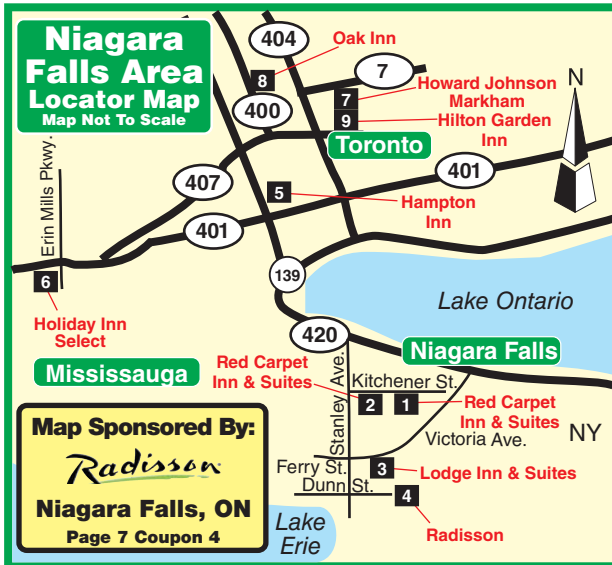 Niagara
Falls Area
Locator Map
Map Not To Scale
404
Oak Inn
8
7
400
7
Howard Johnson
Markham
9
Hilton Garden
Inn
N
Toronto
Erin Mills Pkwy.
407
5
401
Hampton
Inn
401
6
139
Holiday Inn
Select
Lake Ontario
420
Niagara Falls
Mississauga
Red Carpet
Inn & Suites
Stanley Ave.
Kitchener St.
2
1
Red Carpet
Inn & Suites
Victoria Ave.
NY
Map Sponsored By:
Radisson
Niagara Falls, ON
Page 7 Coupon 4
Ferry St.
3
Lodge Inn & Suites
Dunn St.
4
Radisson
Lake
Erie